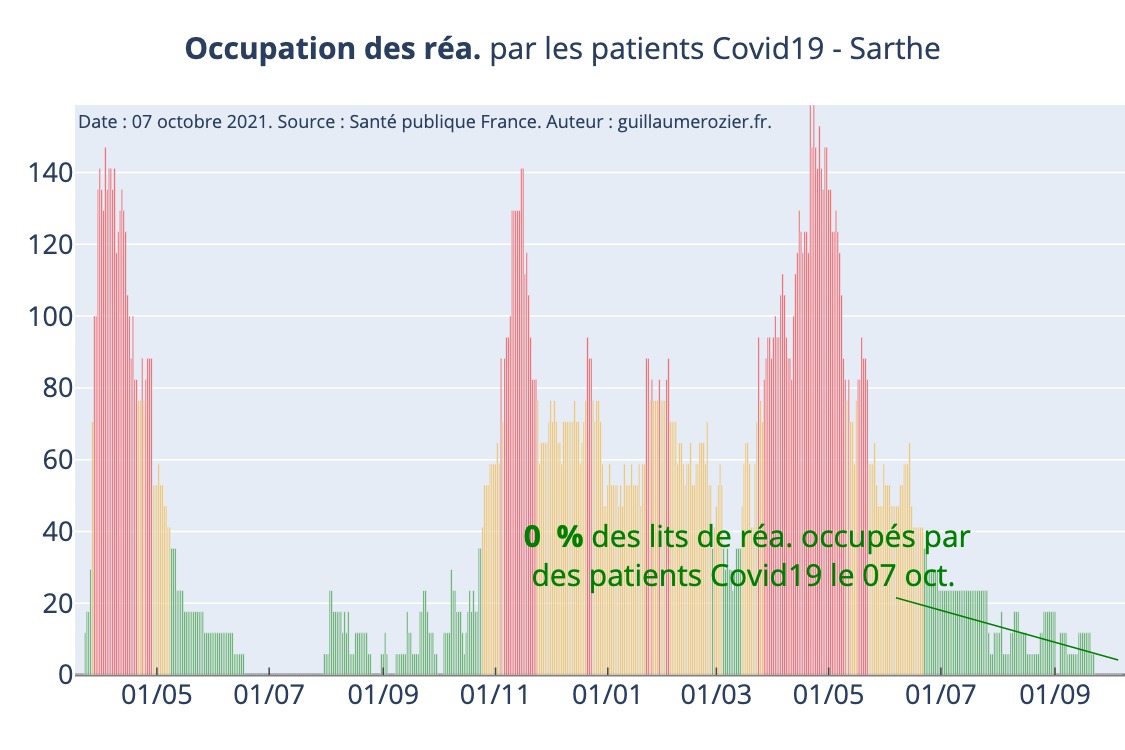 Occupation des réa. par les patients Covid19 - Sarthe
Date : 07 octobre 2021. Source : Santé publique France. Auteur : guillaumerozier.fr.
140
120
100
80
60
40
20
0
0 % des lits de réa. occupés par
des patients Covid19 le 07 oct.
01/05 01/07 01/09 01/11 01/01 01/03 01/05 01/07 01/09